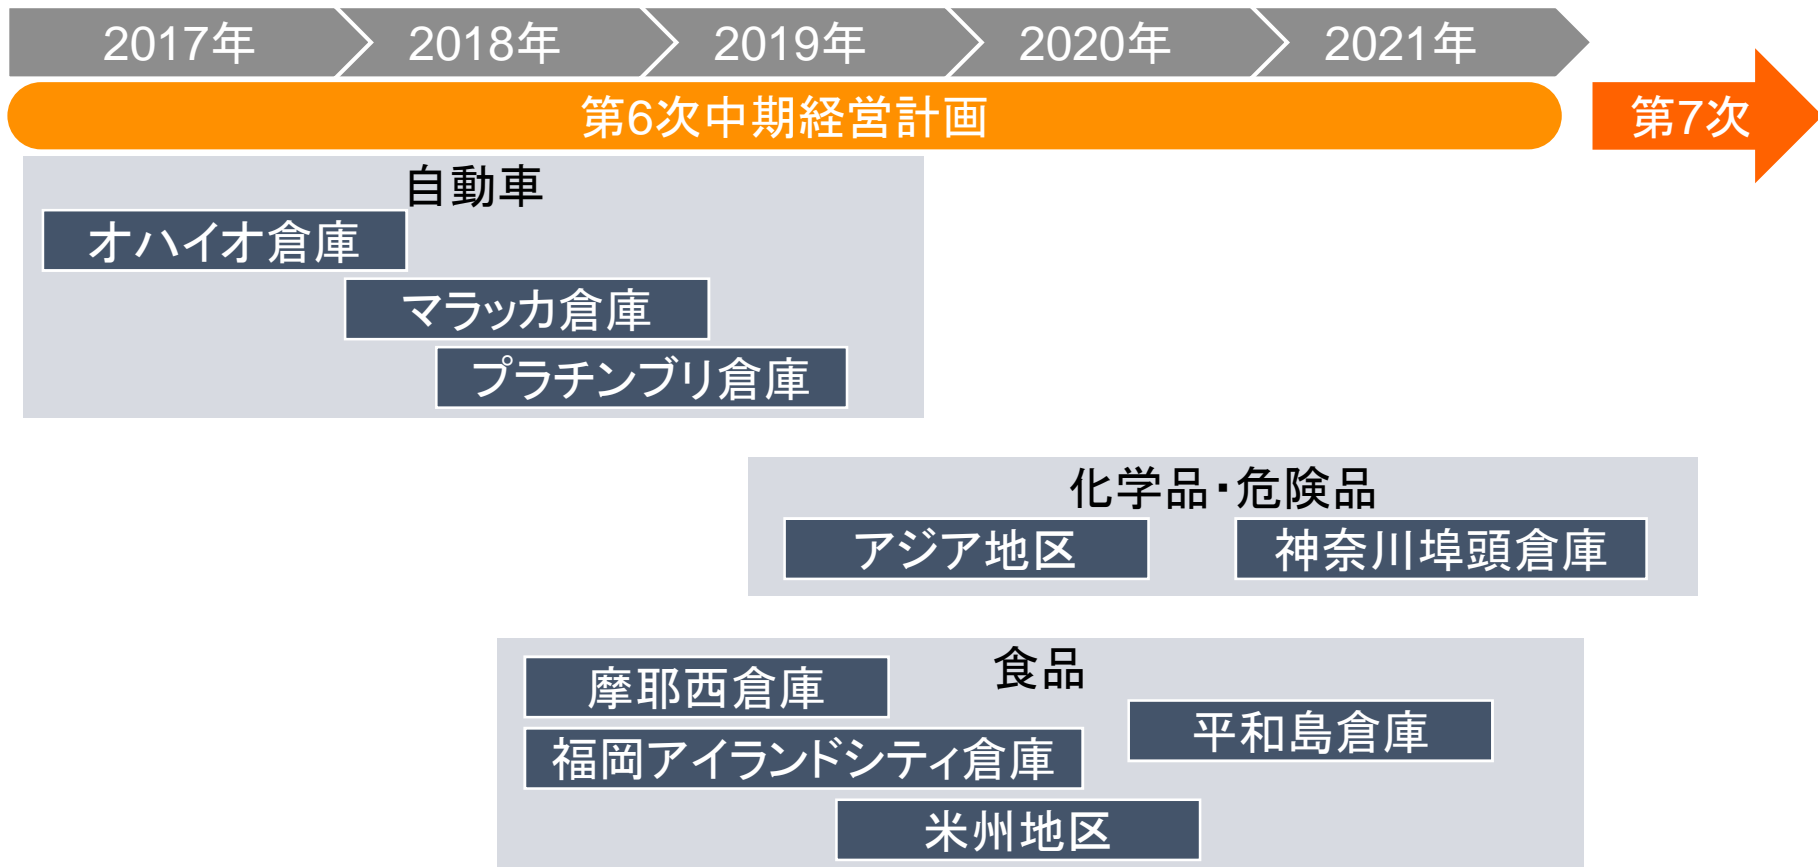 2017年
2018年
2019年
2020年
2021年
第6次中期経営計画
第7次
自動車
オハイオ倉庫
マラッカ倉庫
プラチンブリ倉庫
化学品・危険品
アジア地区
神奈川埠頭倉庫
食品
摩耶西倉庫
平和島倉庫
福岡アイランドシティ倉庫
米州地区